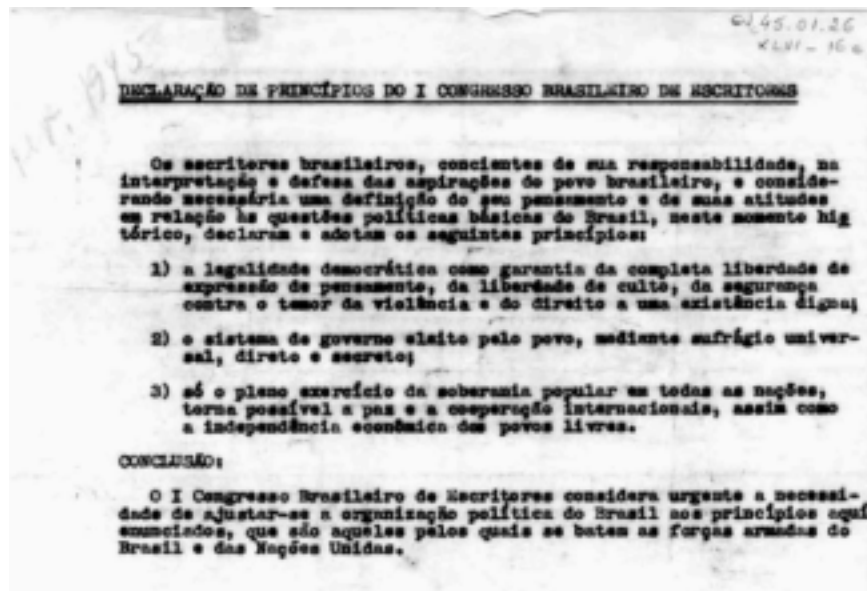 45.01.26
XLVI - 16
1945
DECLARAÇÃO DE PRINCÍPIOS DO I CONGRESSO BRASILEIRO DE ESCRITORES
Os escritores brasileiros, concientes de sua responsabilidade, na
interpretação e defesa das aspirações do povo brasileiro, e conside-
rando necessária uma definição do seu pensamento e de suas atitudes
em relação às questões políticas básicas do Brasil, neste momento his
tórico, declaram e adotam os seguintes princípios:
1) a legalidade democrática como garantia da completa liberdade de
expressão de pensamento, da liberdade de culto, da segurança
contra o temor da violência e do direito a uma existência digna;
2) o sistema de governo eleito pelo povo, mediante sufrágio univer-
sal, direto e secreto;
3) só o pleno exercício da soberania popular em todas as nações,
torna possível a paz e a cooperação internacionais, assim como
a independência econômica dos povos livres.
CONCLUSÃO:
O I Congresso Brasileiro de Escritores considera urgente a necessi-
dade de ajustar-se a organização política do Brasil aos princípios aqui
enunciados, que são aqueles pelos quais se batem as forças armadas do
Brasil e das Nações Unidas.